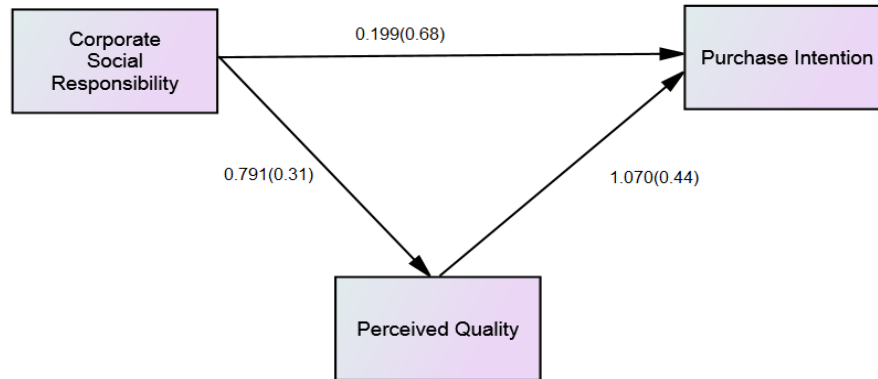 Corporate
Social
Responsibility
0.199(0.68)
Purchase Intention
0.791(0.31)
1.070(0.44)
Perceived Quality